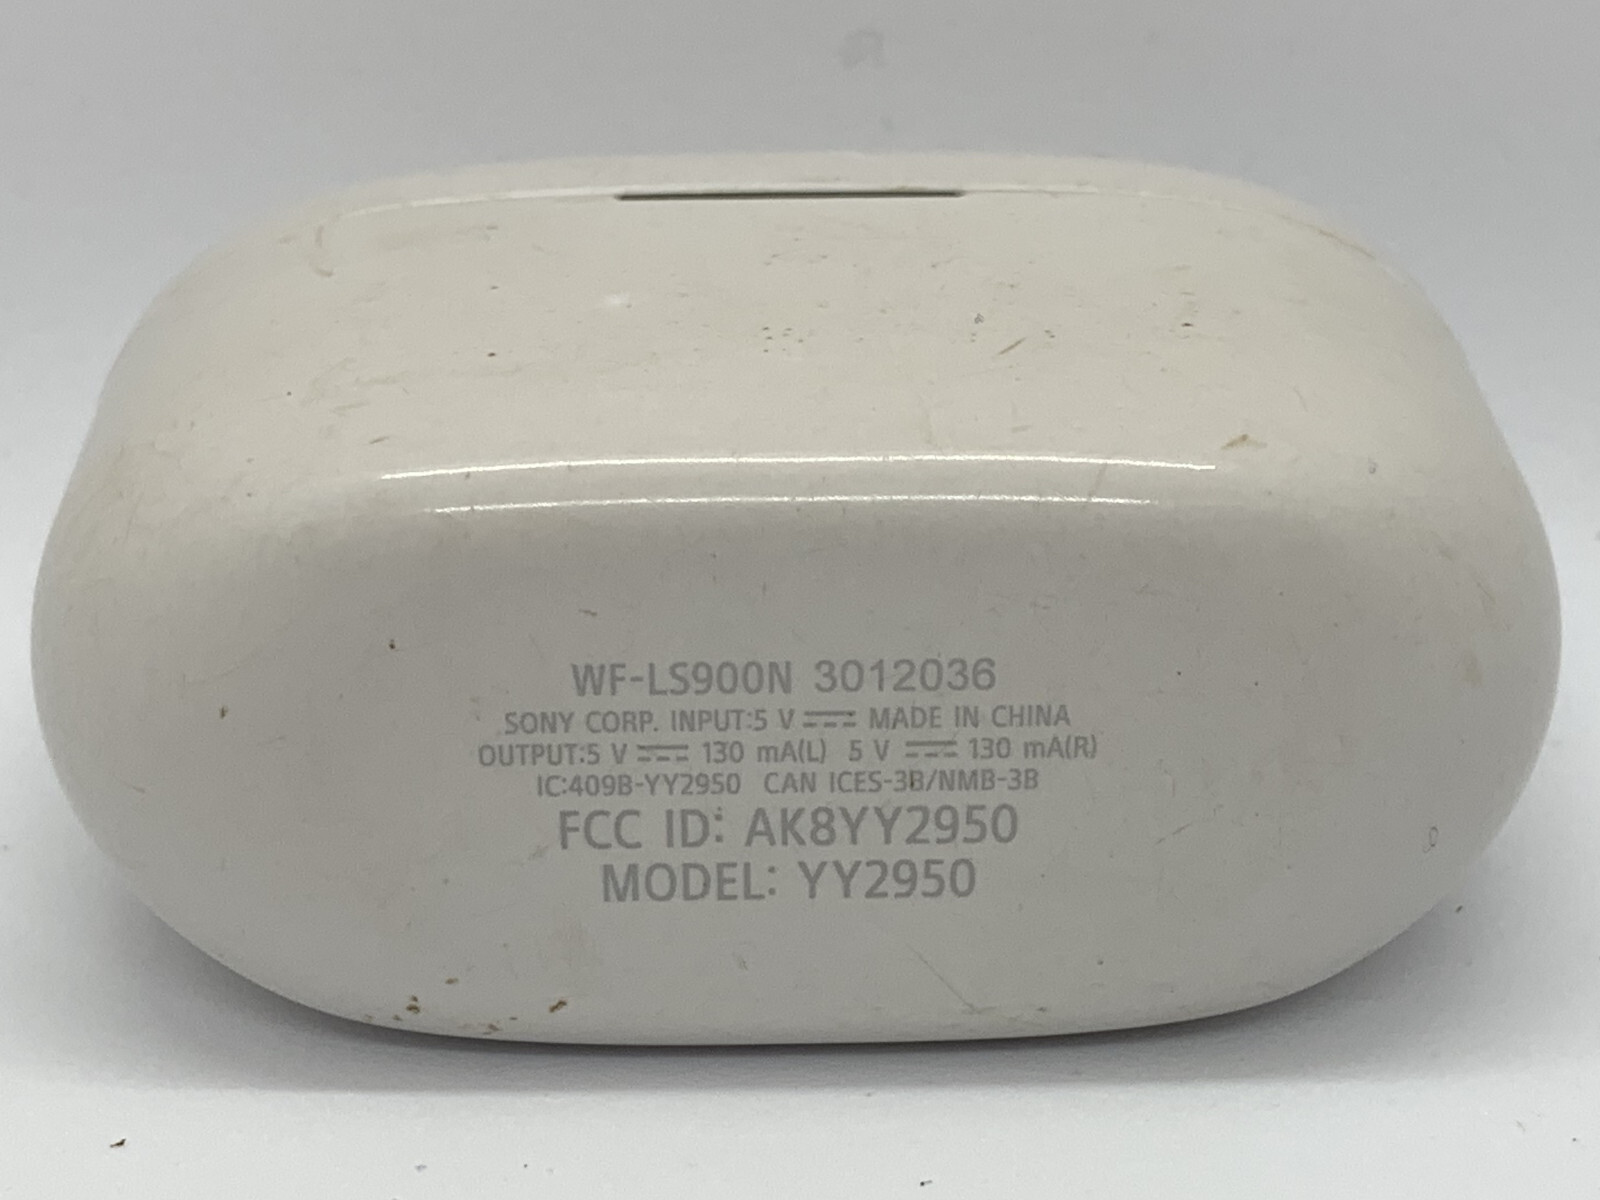 WF-LS900N 3012036
SONY CORP. INPUT:5 V ⎓ MADE IN CHINA
OUTPUT:5 V ⎓ 130 mA(L) 5 V ⎓ 130 mA(R)
IC:409B-YY2950 CAN ICES-3B/NMB-3B
FCC ID: AK8YY2950
MODEL: YY2950